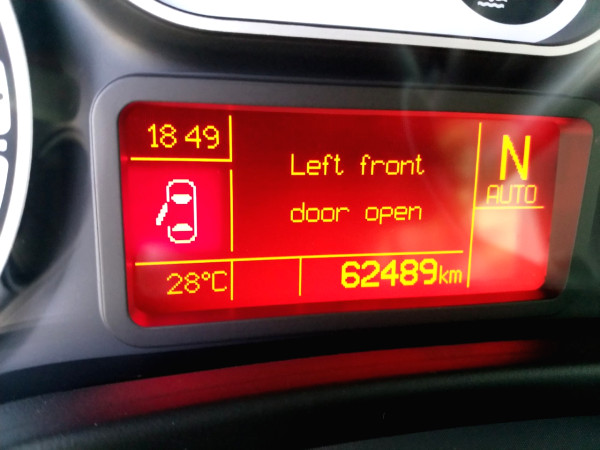 18 49
Left front
door open
N
AUTO
28°C
62489km